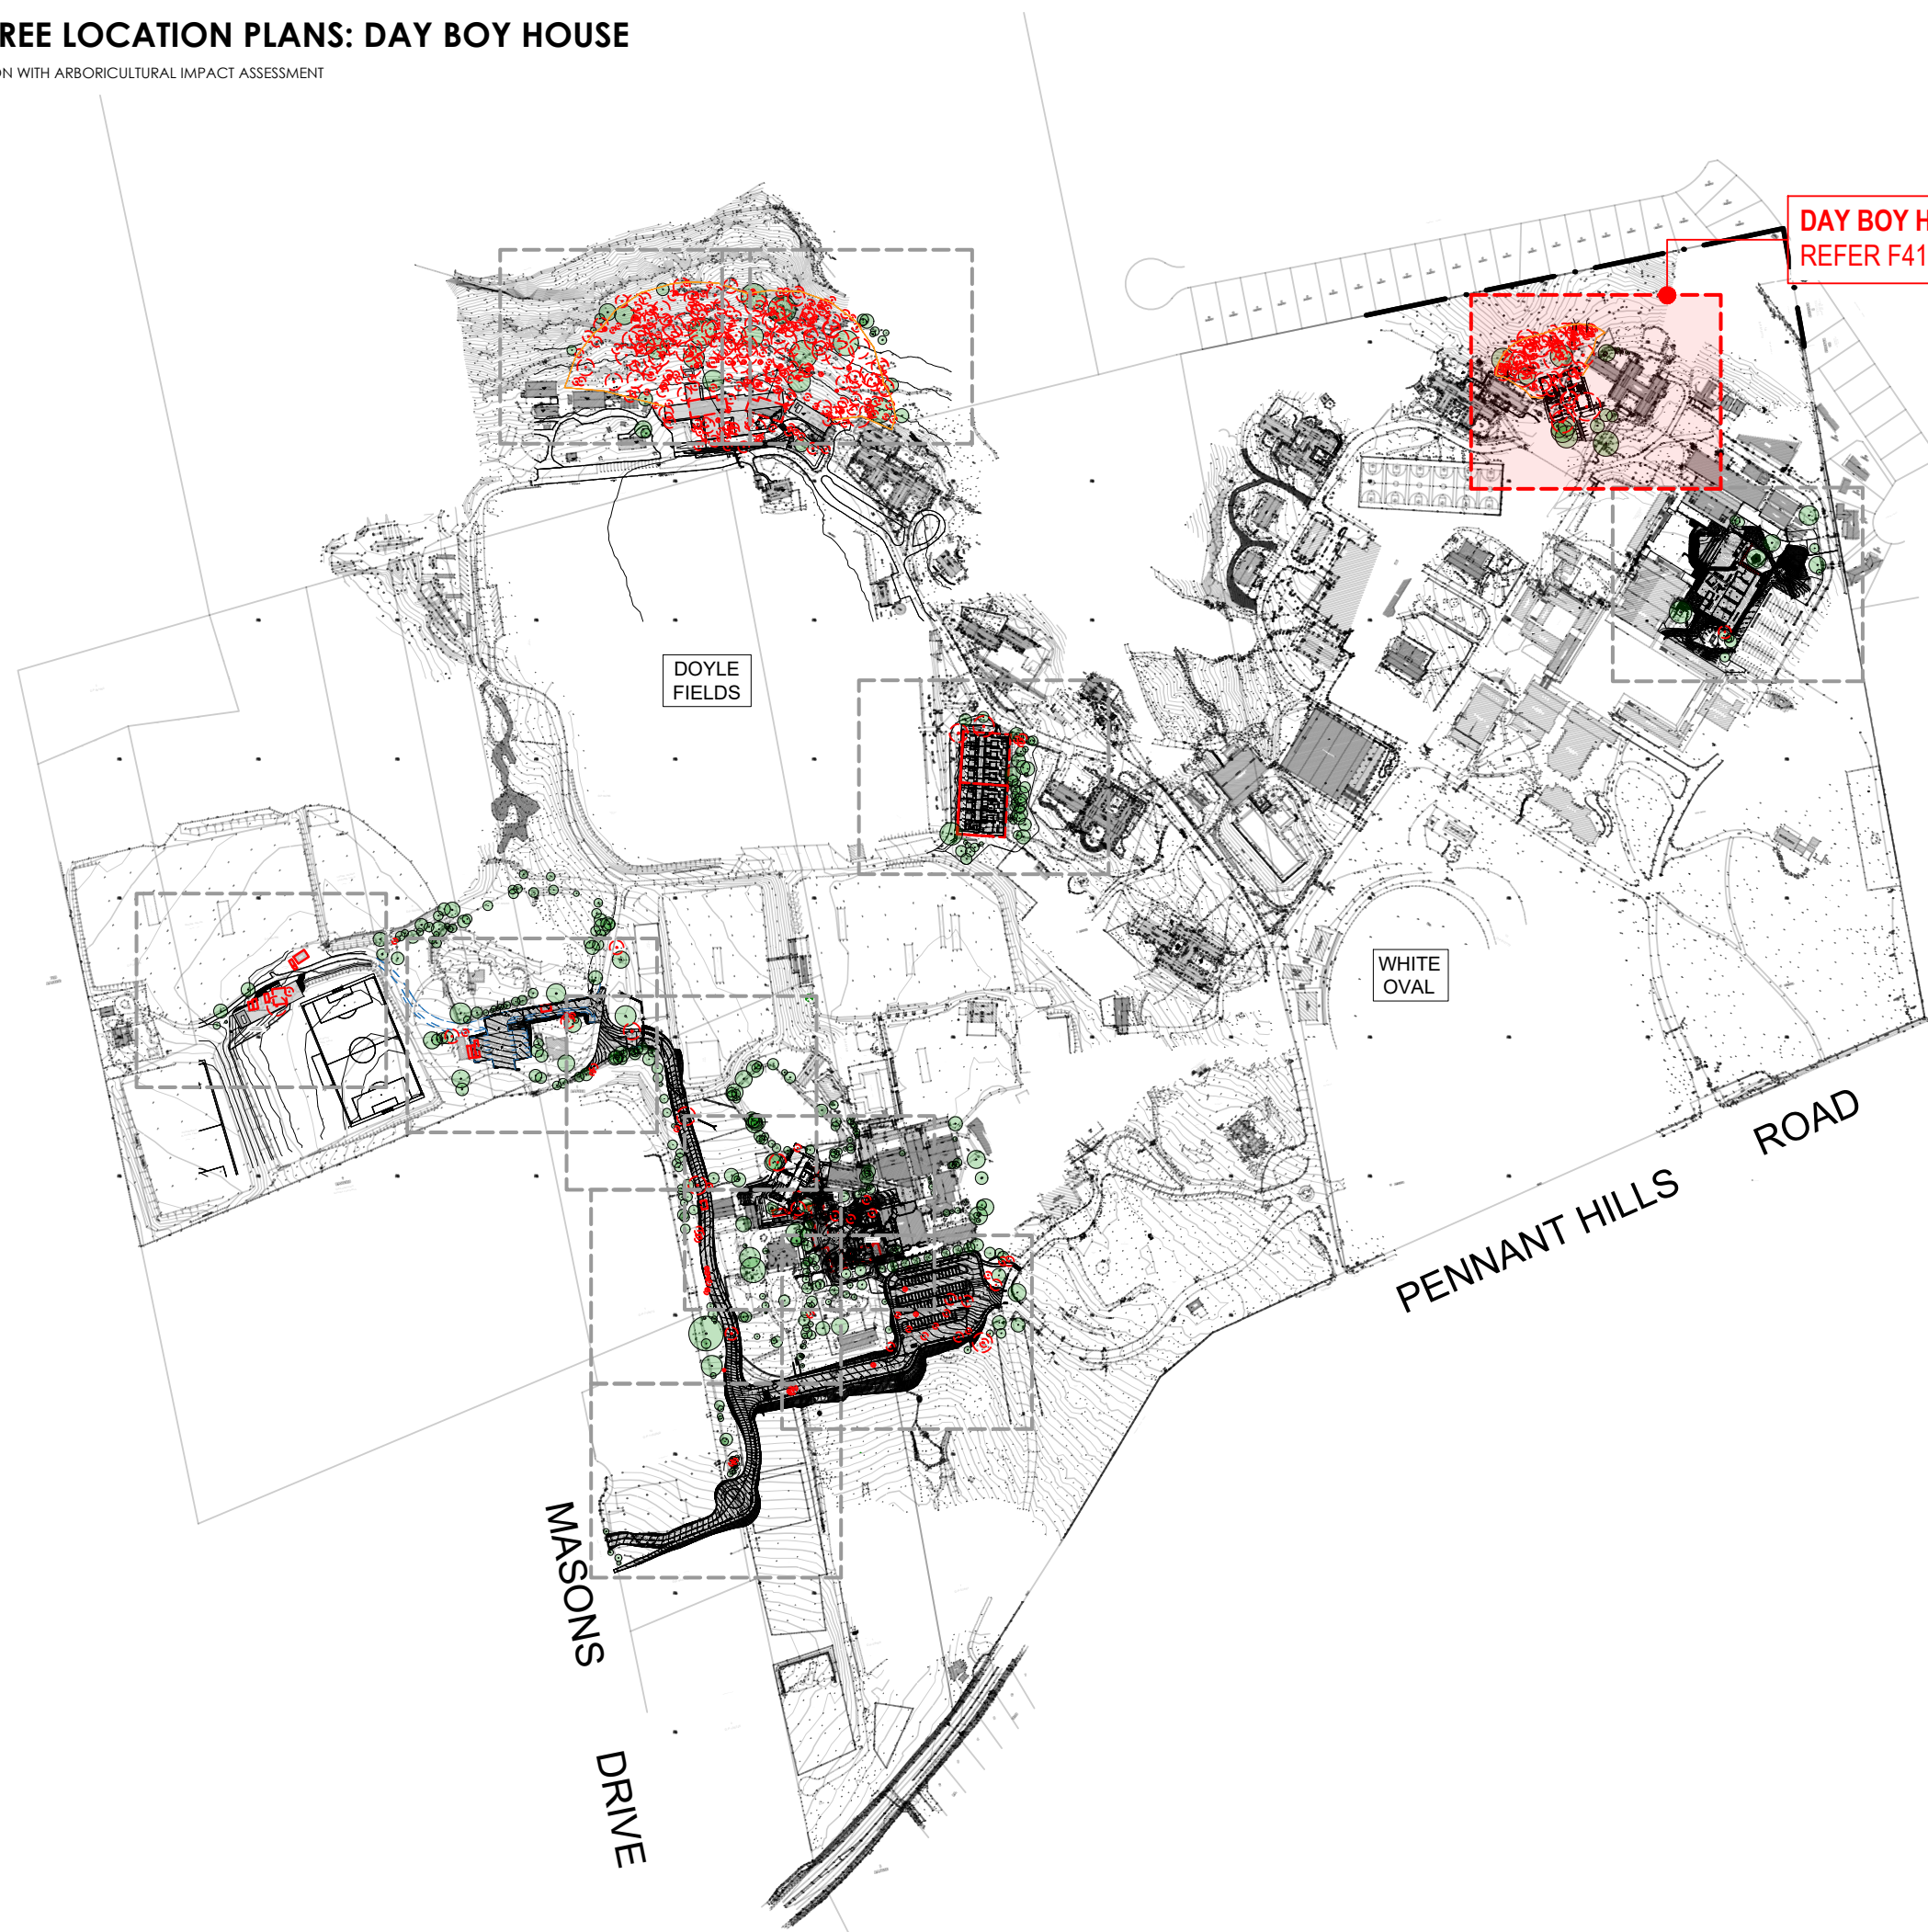 REE LOCATION PLANS: DAY BOY HOUSE
ON WITH ARBORICULTURAL IMPACT ASSESSMENT
DAY BOY H
REFER F41
DOYLE
FIELDS
WHITE
OVAL
PENNANT HILLS ROAD
MASONS DRIVE